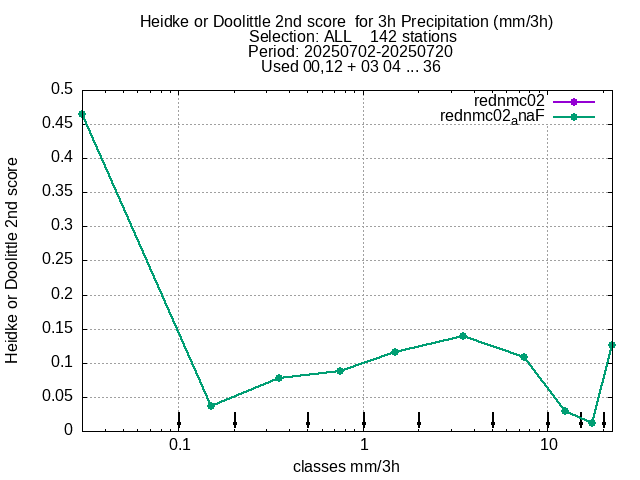 Heidke or Doolittle 2nd score  for 3h Precipitation (mm/3h)
Selection: ALL    142 stations
Period: 20250702-20250720
Used 00,12 + 03 04 ... 36
rednmc02
rednmc02anaF
0.5
0.45
0.4
0.35
0.3
0.25
0.2
0.15
0.1
0.05
0
Heidke or Doolittle 2nd score
0.1 1 10
classes mm/3h